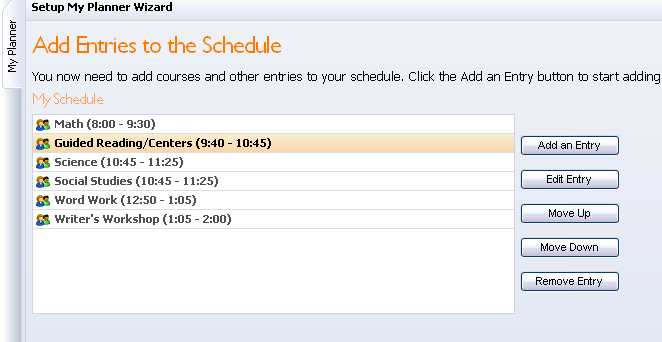 Setup My Planner Wizard
My Planner
Add Entries to the Schedule
You now need to add courses and other entries to your schedule. Click the Add an Entry button to start adding
My Schedule
Math (8:00 - 9:30)
Guided Reading/Centers (9:40 - 10:45)
Science (10:45 - 11:25)
Social Studies (10:45 - 11:25)
Word Work (12:50 - 1:05)
Writer's Workshop (1:05 - 2:00)
Add an Entry
Edit Entry
Move Up
Move Down
Remove Entry